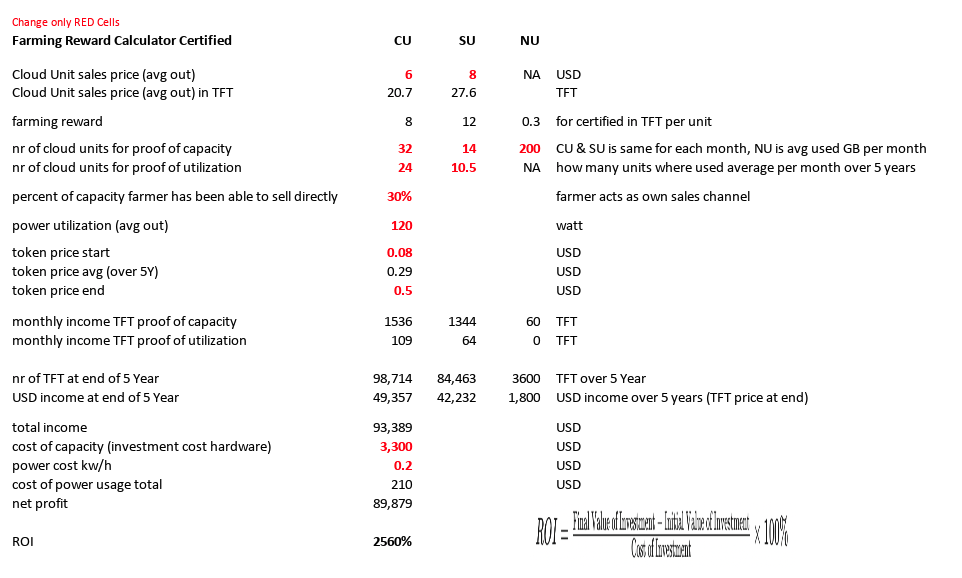 Change only RED Cells
Farming Reward Calculator Certified CU SU NU
Cloud Unit sales price (avg out) 6 8 NA USD
Cloud Unit sales price (avg out) in TFT 20.7 27.6 TFT
farming reward 8 12 0.3 for certified in TFT per unit
nr of cloud units for proof of capacity 32 14 200 CU & SU is same for each month, NU is avg used GB per month
nr of cloud units for proof of utilization 24 10.5 NA how many units where used average per month over 5 years
percent of capacity farmer has been able to sell directly 30% farmer acts as own sales channel
power utilization (avg out) 120 watt
token price start 0.08 USD
token price avg (over 5Y) 0.29 USD
token price end 0.5 USD
monthly income TFT proof of capacity 1536 1344 60 TFT
monthly income TFT proof of utilization 109 64 0 TFT
nr of TFT at end of 5 Year 98,714 84,463 3600 TFT over 5 Year
USD income at end of 5 Year 49,357 42,232 1,800 USD income over 5 years (TFT price at end)
total income 93,389 USD
cost of capacity (investment cost hardware) 3,300 USD
power cost kw/h 0.2 USD
cost of power usage total 210 USD
net profit 89,879
ROI = Final Value of Investment – Initial Value of Investment / Cost of Investment × 100%
ROI 2560%